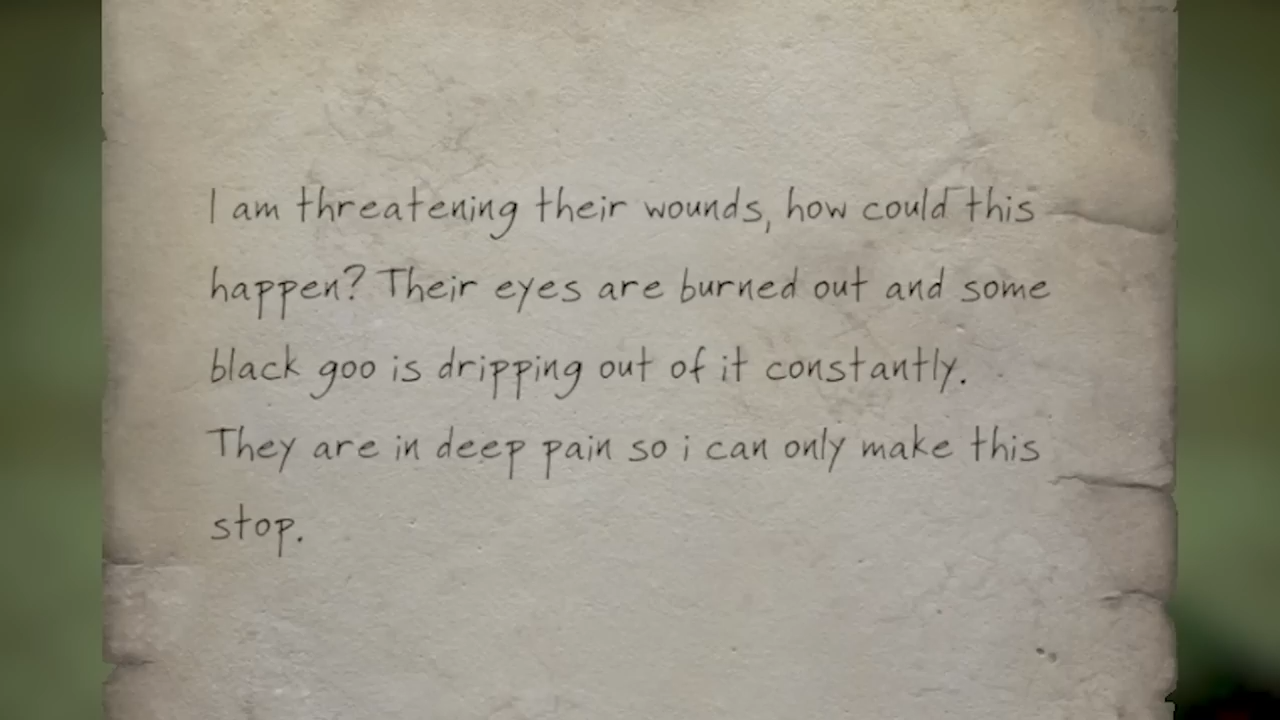 I am threatening their wounds, how could this
happen? Their eyes are burned out and some
black goo is dripping out of it constantly.
They are in deep pain so i can only make this
stop.